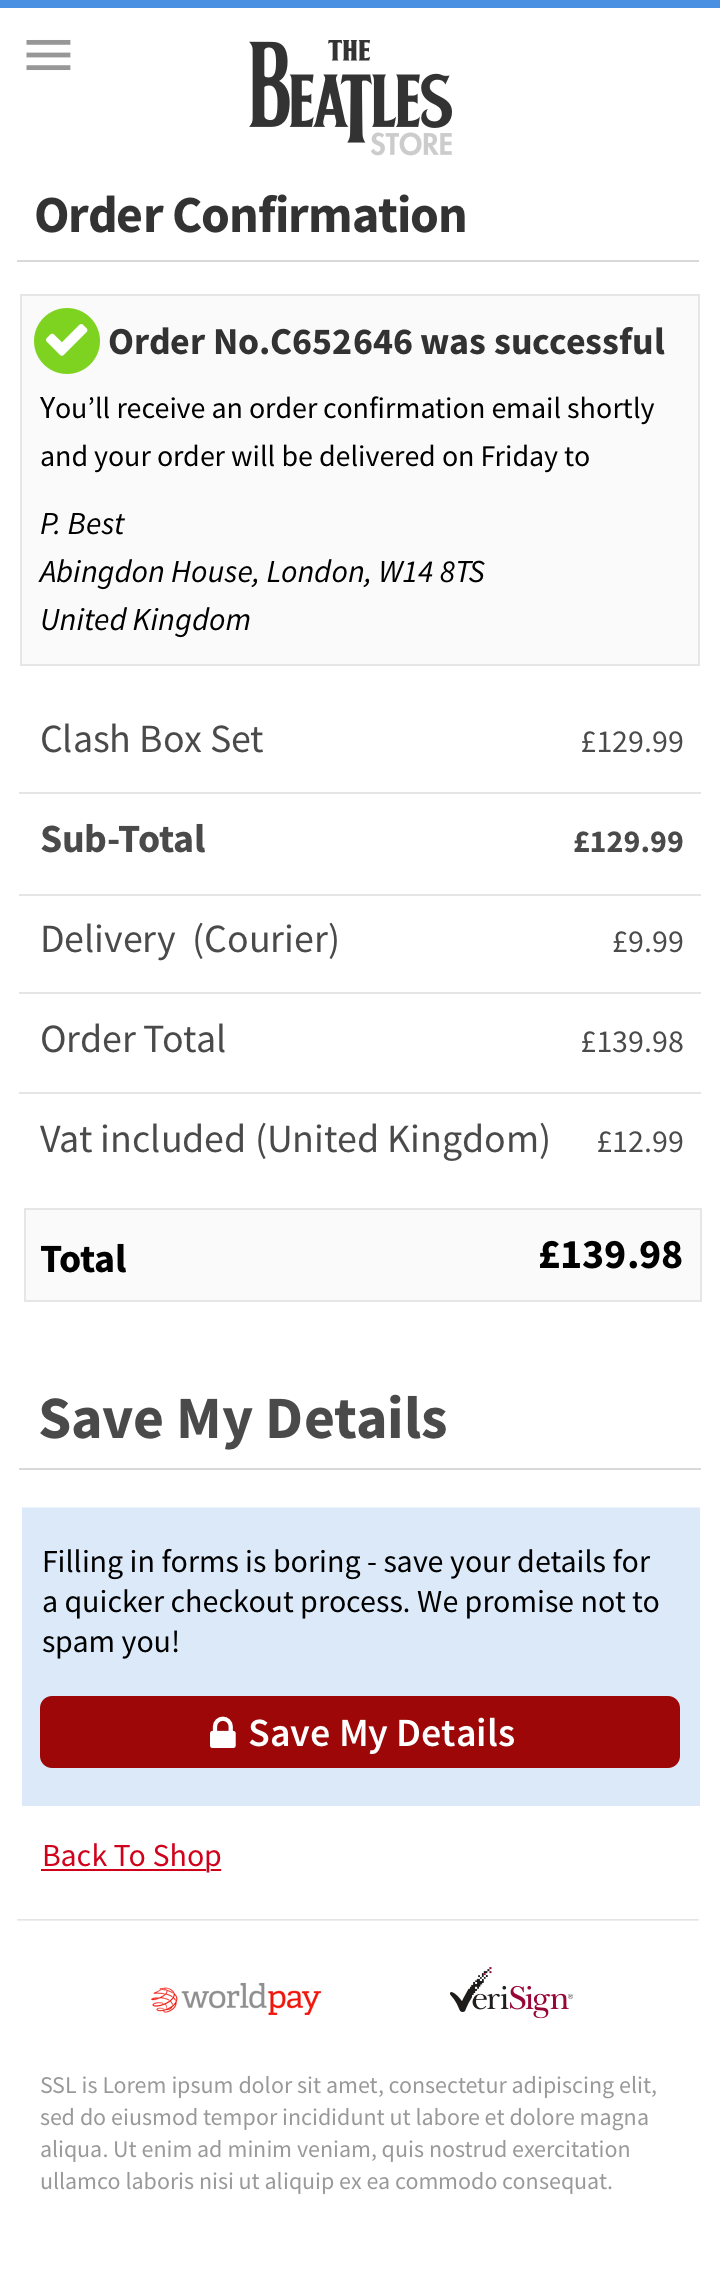 THE
BEATLES
STORE
Order Confirmation
Order No.C652646 was successful
You’ll receive an order confirmation email shortly
and your order will be delivered on Friday to
P. Best
Abingdon House, London, W14 8TS
United Kingdom
Clash Box Set £129.99
Sub-Total £129.99
Delivery  (Courier) £9.99
Order Total £139.98
Vat included (United Kingdom) £12.99
Total £139.98
Save My Details
Filling in forms is boring - save your details for
a quicker checkout process. We promise not to
spam you!
Save My Details
Back To Shop
worldpay VeriSign®
SSL is Lorem ipsum dolor sit amet, consectetur adipiscing elit,
sed do eiusmod tempor incididunt ut labore et dolore magna
aliqua. Ut enim ad minim veniam, quis nostrud exercitation
ullamco laboris nisi ut aliquip ex ea commodo consequat.